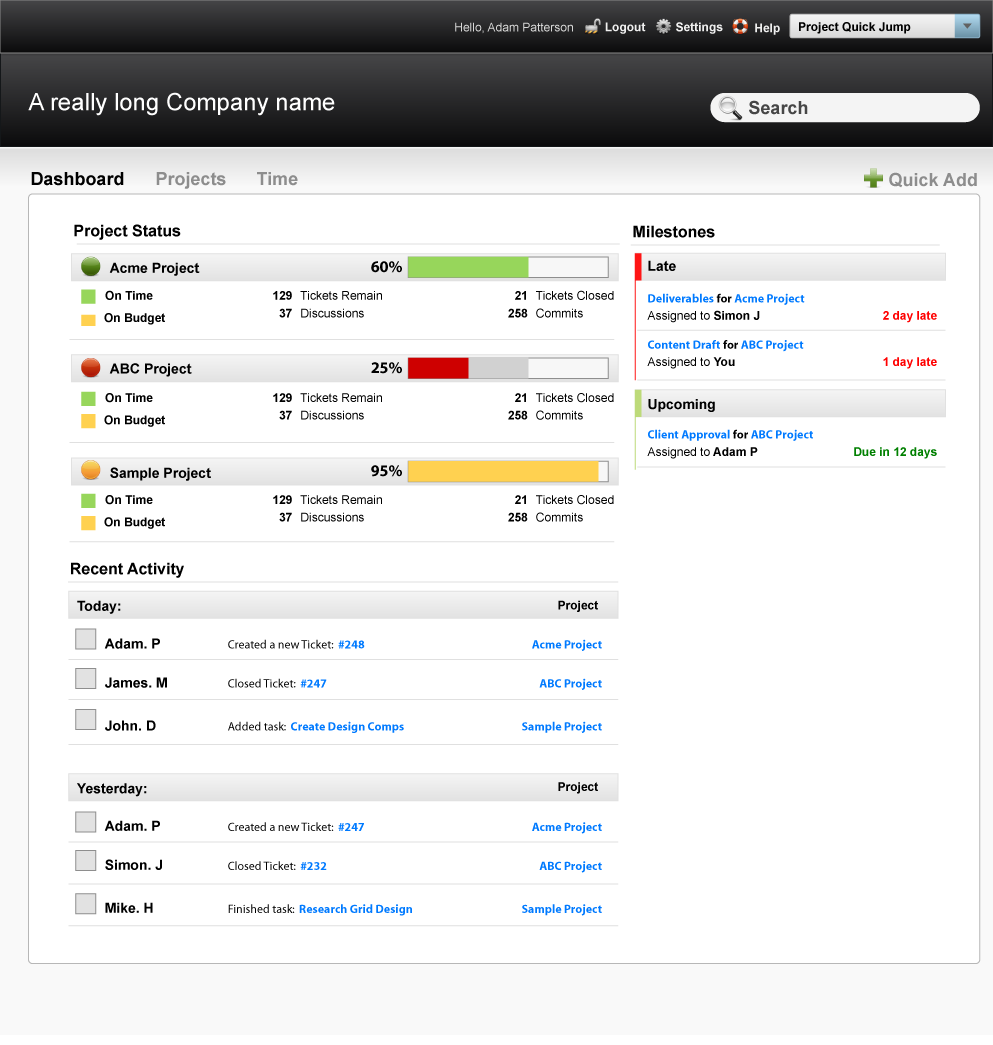 Hello, Adam Patterson Logout Settings Help Project Quick Jump
A really long Company name
Search
Dashboard Projects Time Quick Add
Project Status
Acme Project 60%
On Time 129 Tickets Remain 21 Tickets Closed
On Budget 37 Discussions 258 Commits
ABC Project 25%
On Time 129 Tickets Remain 21 Tickets Closed
On Budget 37 Discussions 258 Commits
Sample Project 95%
On Time 129 Tickets Remain 21 Tickets Closed
On Budget 37 Discussions 258 Commits
Milestones
Late
Deliverables for Acme Project
Assigned to Simon J 2 day late
Content Draft for ABC Project
Assigned to You 1 day late
Upcoming
Client Approval for ABC Project
Assigned to Adam P Due in 12 days
Recent Activity
Today: Project
Adam. P Created a new Ticket: #248 Acme Project
James. M Closed Ticket: #247 ABC Project
John. D Added task: Create Design Comps Sample Project
Yesterday: Project
Adam. P Created a new Ticket: #247 Acme Project
Simon. J Closed Ticket: #232 ABC Project
Mike. H Finished task: Research Grid Design Sample Project